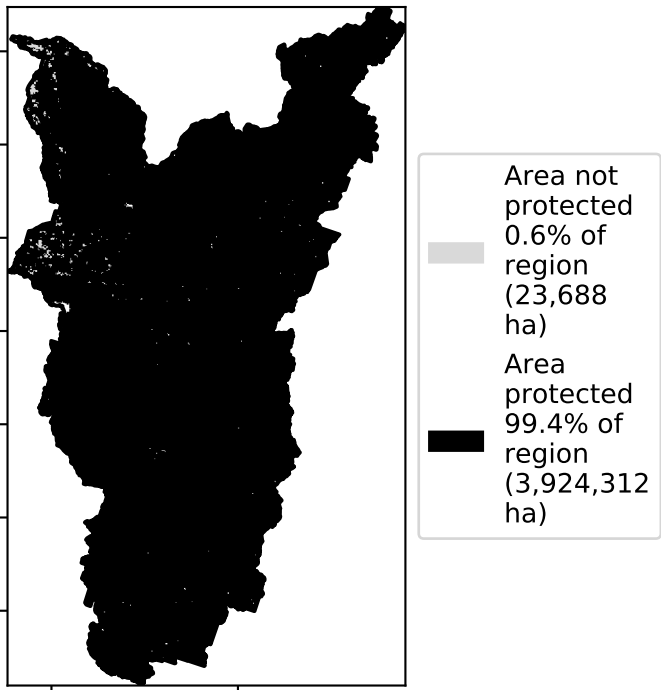 Area not
protected
0.6% of
region
(23,688
ha)
Area
protected
99.4% of
region
(3,924,312
ha)